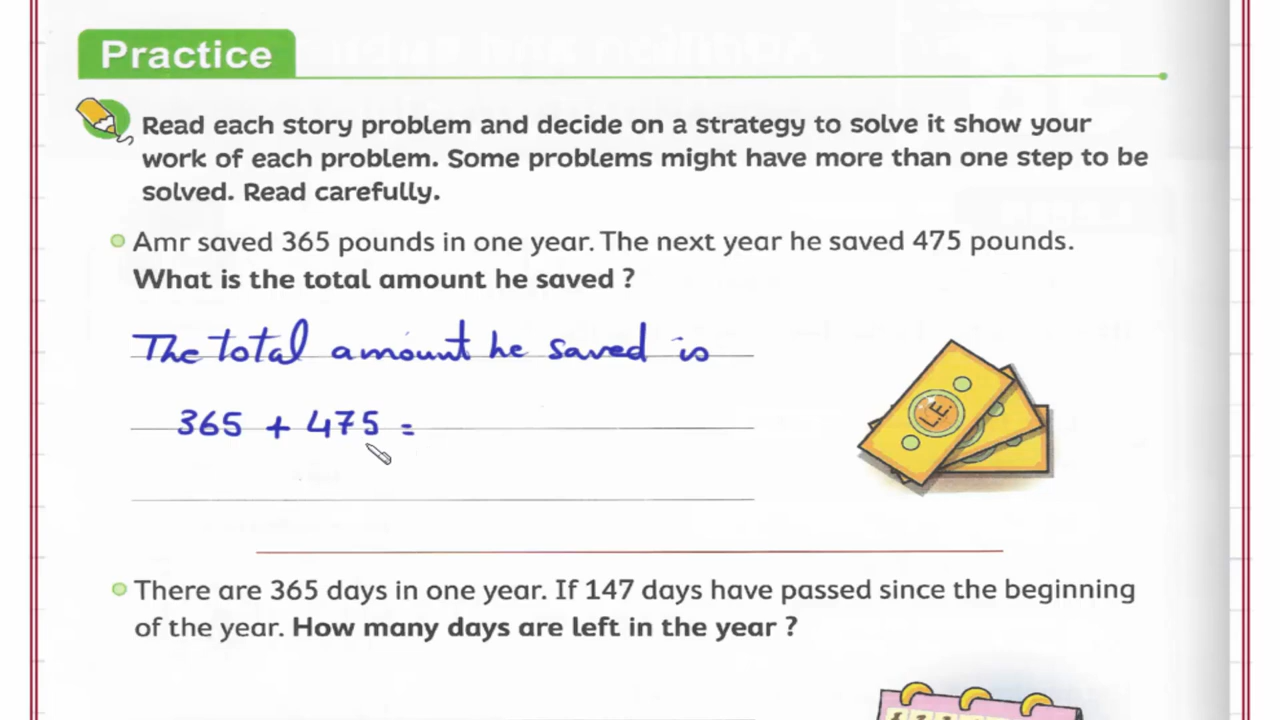 Practice
Read each story problem and decide on a strategy to solve it show your
work of each problem. Some problems might have more than one step to be
solved. Read carefully.
Amr saved 365 pounds in one year. The next year he saved 475 pounds.
What is the total amount he saved ?
The total amount he saved is
365 + 475 =
L.E.
There are 365 days in one year. If 147 days have passed since the beginning
of the year. How many days are left in the year ?